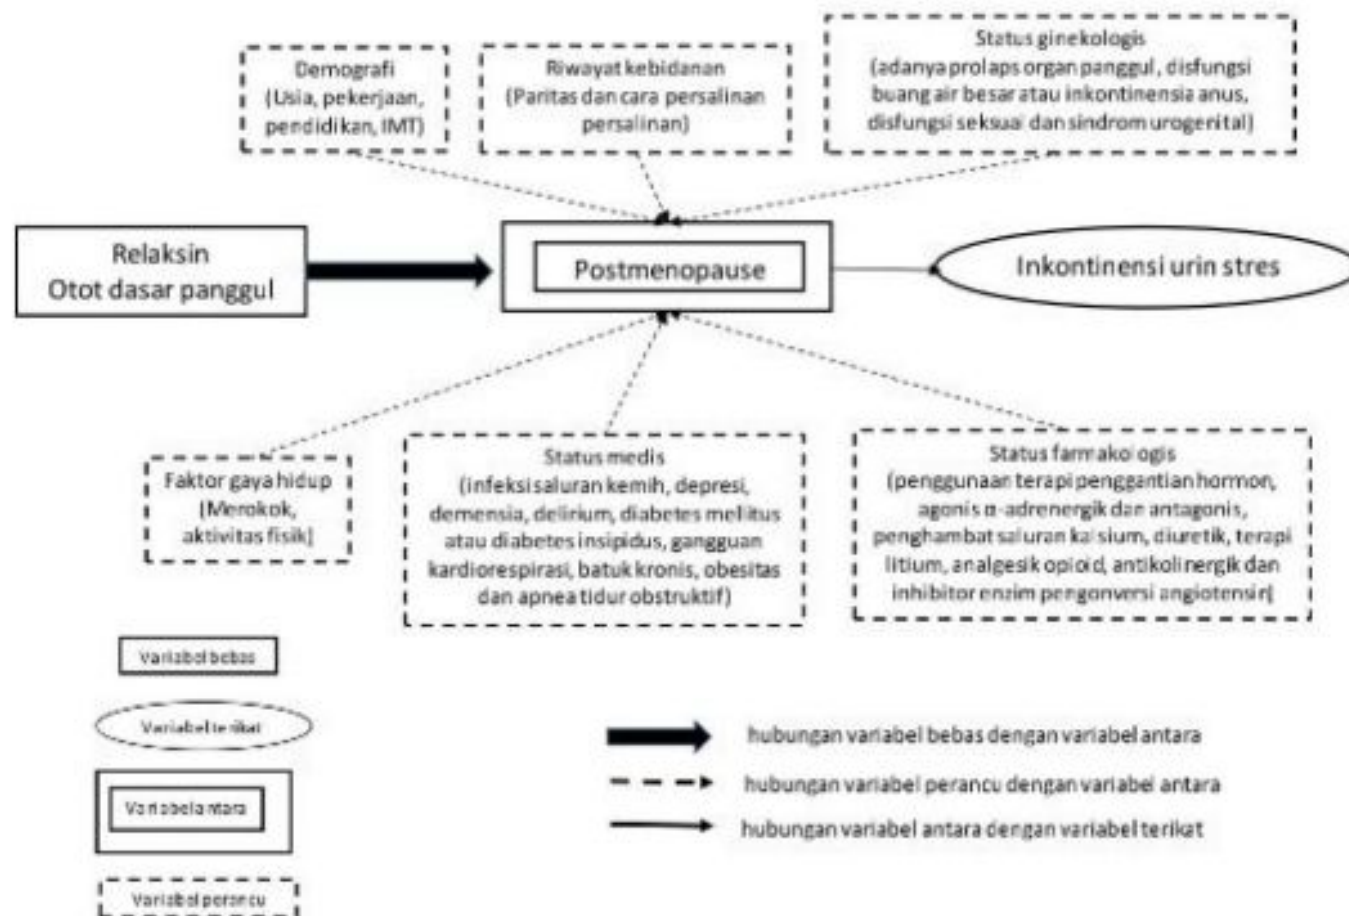 Demografi
(Usia, pekerjaan,
pendidikan, IMT)
Riwayat kebidanan
(Paritas dan cara persalinan
persalinan)
Status ginekologis
(adanya prolaps organ panggul, disfungsi
buang air besar atau inkontinensia anus,
disfungsi seksual dan sindrom urogenital)
Relaksin
Otot dasar panggul
Postmenopause
Inkontinensi urin stres
Faktor gaya hidup
(Merokok,
aktivitas fisik)
Status medis
(infeksi saluran kemih, depresi,
demensia, delirium, diabetes mellitus
atau diabetes insipidus, gangguan
kardiorespirasi, batuk kronis, obesitas
dan apnea tidur obstruktif)
Status farmakologis
(penggunaan terapi penggantian hormon,
agonis α-adrenergik dan antagonis,
penghambat saluran kalsium, diuretik, terapi
litium, analgesik opioid, antikolinergik dan
inhibitor enzim pengonversi angiotensin(
Variabel bebas
Variabel terikat
Variabel antara
Variabel perancu
hubungan variabel bebas dengan variabel antara
hubungan variabel perancu dengan variabel antara
hubungan variabel antara dengan variabel terikat